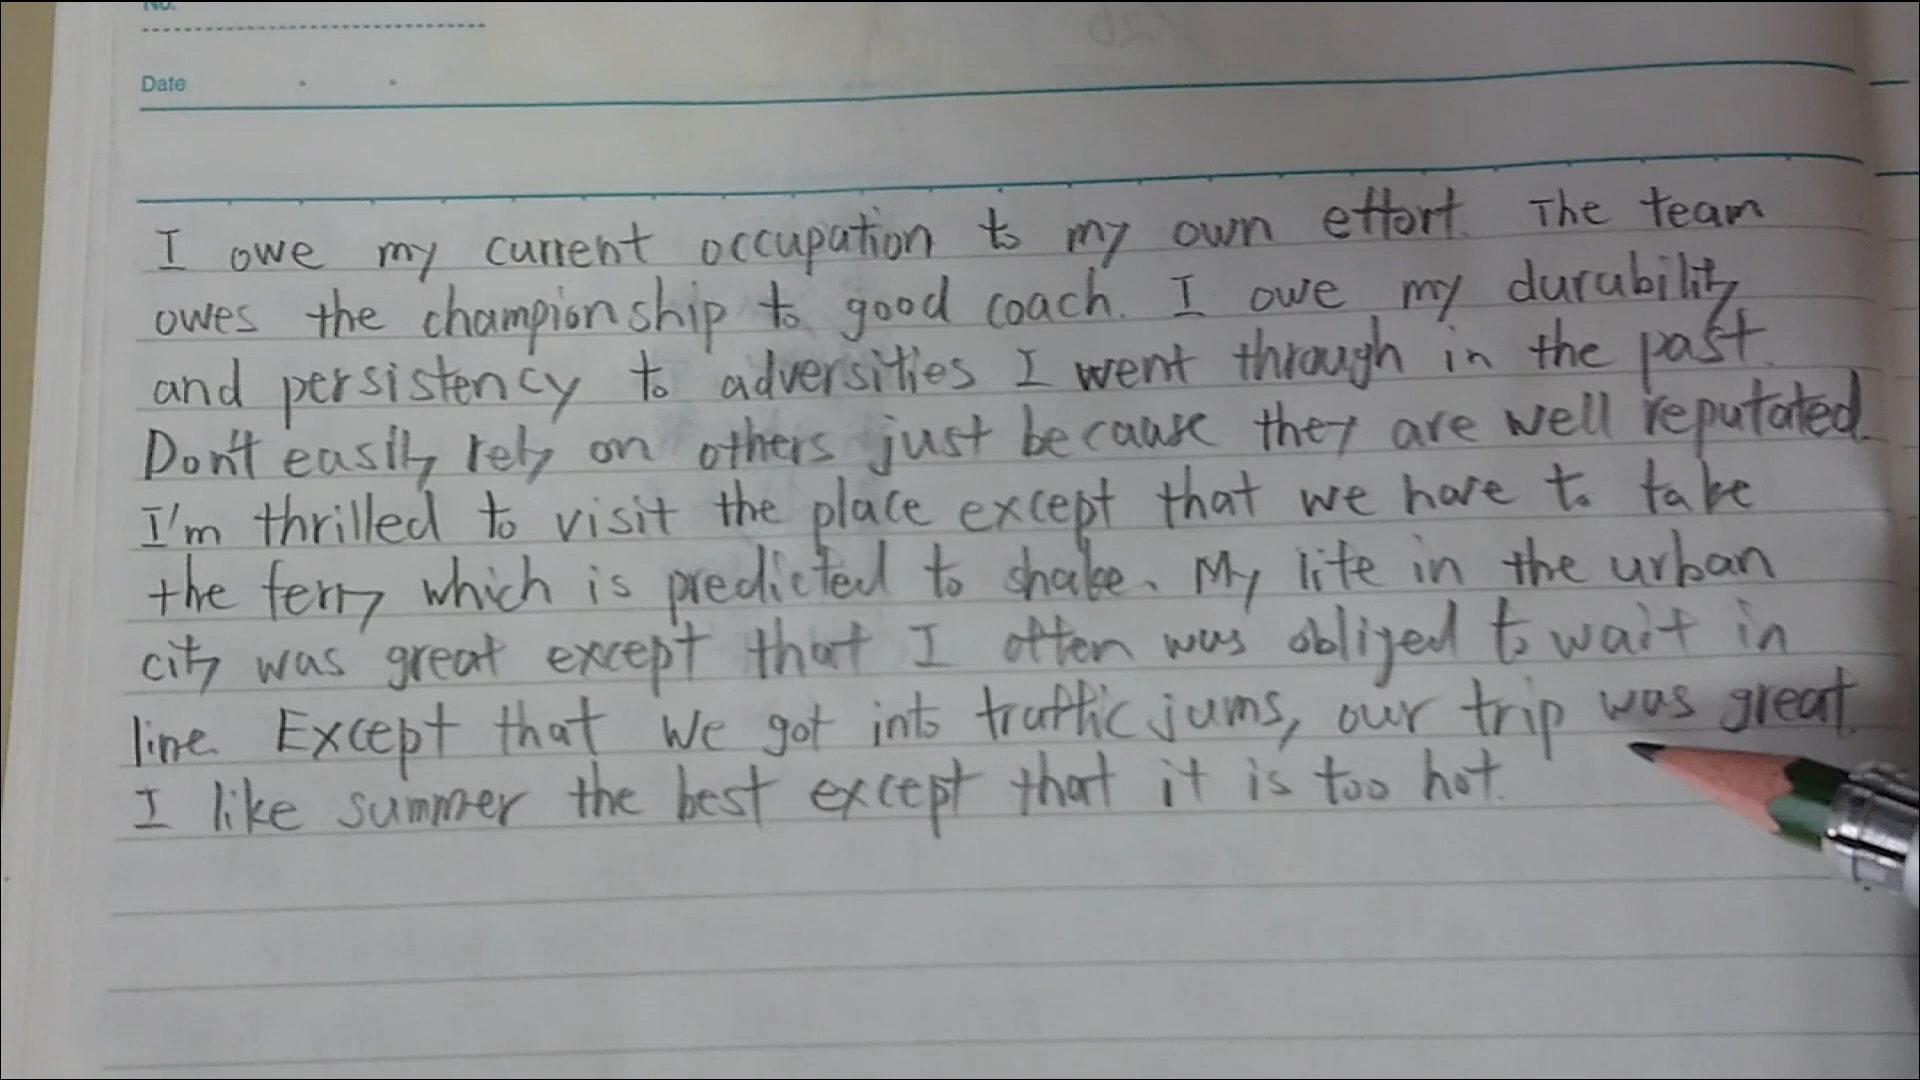 No.
Date
I owe my current occupation to my own effort. The team
owes the championship to good coach. I owe my durability
and persistency to adversities I went through in the past.
Don't easily rely on others just because they are well reputated.
I'm thrilled to visit the place except that we have to take
the ferry which is predicted to shake. My life in the urban
city was great except that I often was obliged to wait in
line. Except that we got into traffic jams, our trip was great.
I like summer the best except that it is too hot.